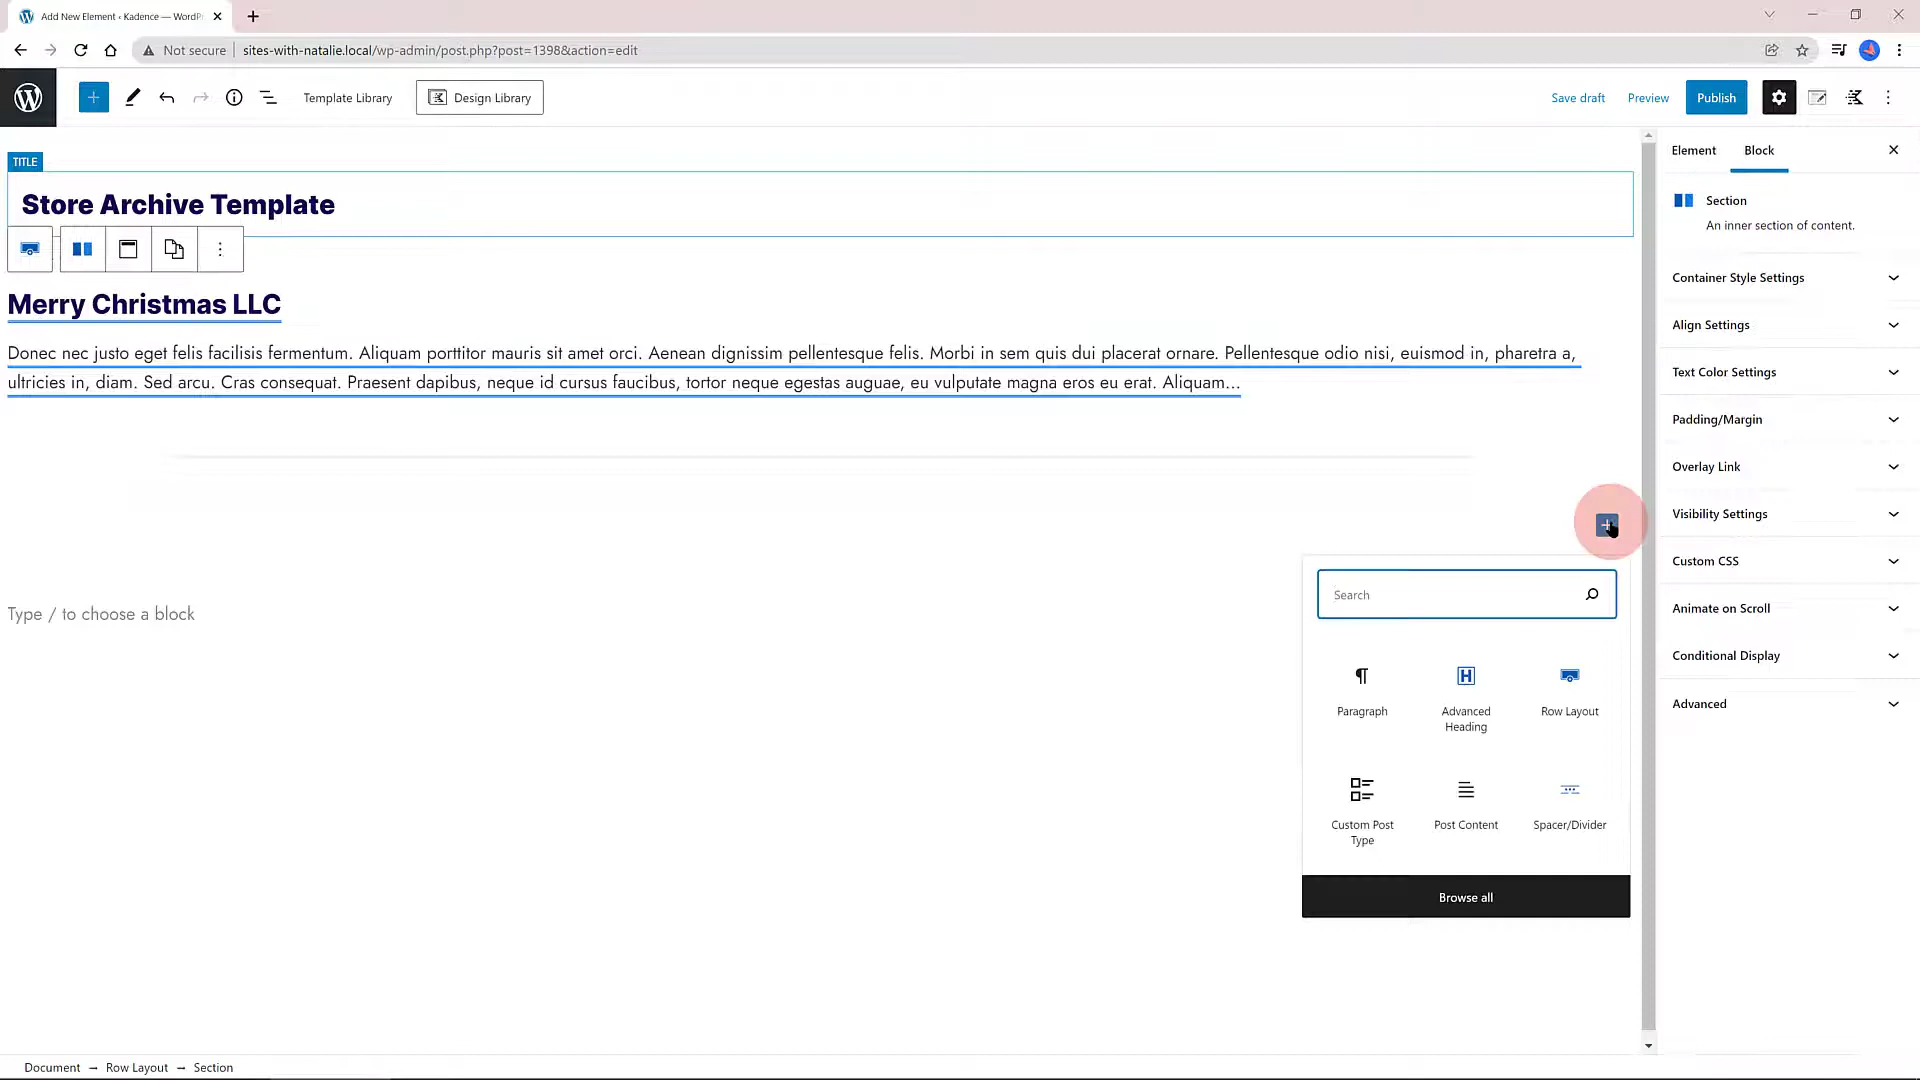 Add New Element ‹ Kadence — WordP
Not secure
sites-with-natalie.local/wp-admin/post.php?post=1398&action=edit
Template Library
Design Library
Save draft
Preview
Publish
TITLE
Store Archive Template
Merry Christmas LLC
Donec nec justo eget felis facilisis fermentum. Aliquam porttitor mauris sit amet orci. Aenean dignissim pellentesque felis. Morbi in sem quis dui placerat ornare. Pellentesque odio nisi, euismod in, pharetra a,
ultricies in, diam. Sed arcu. Cras consequat. Praesent dapibus, neque id cursus faucibus, tortor neque egestas auguae, eu vulputate magna eros eu erat. Aliquam...
Type / to choose a block
Search
Paragraph
Advanced
Heading
Row Layout
Custom Post
Type
Post Content
Spacer/Divider
Browse all
Element
Block
Section
An inner section of content.
Container Style Settings
Align Settings
Text Color Settings
Padding/Margin
Overlay Link
Visibility Settings
Custom CSS
Animate on Scroll
Conditional Display
Advanced
Document → Row Layout → Section